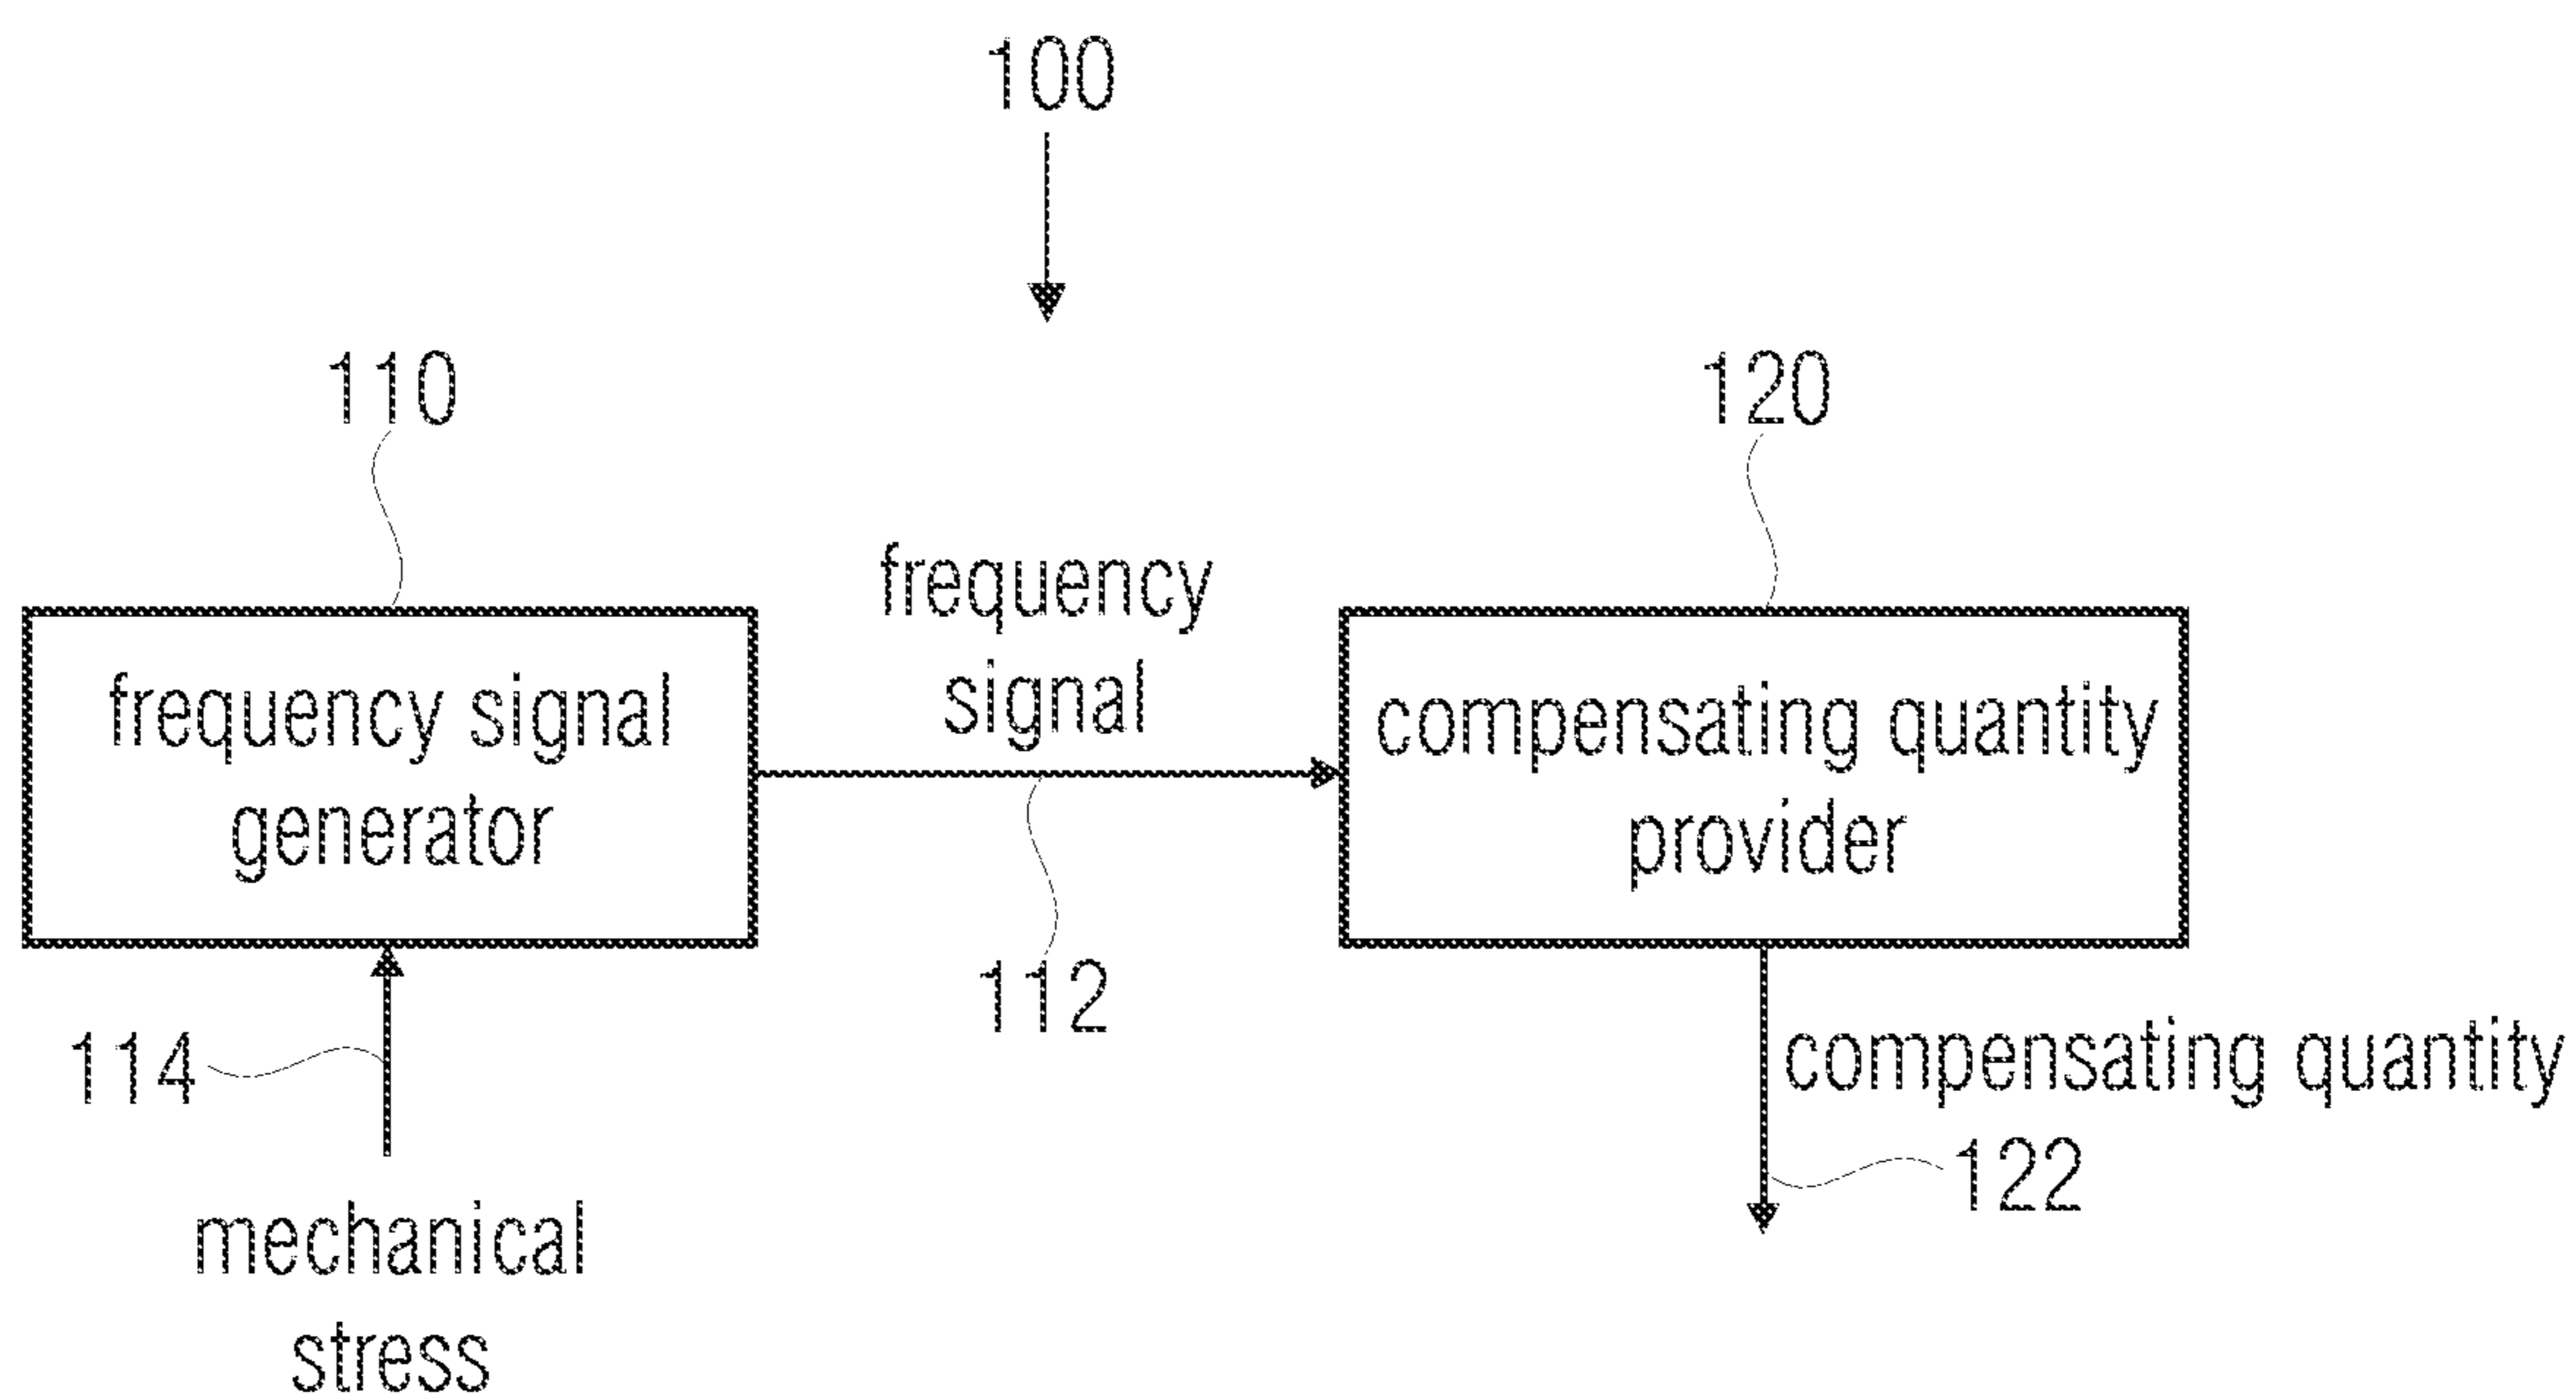 100
110
120
frequency
signal
frequency signal
generator
compensating quantity
provider
112
114
compensating quantity
122
mechanical
stress